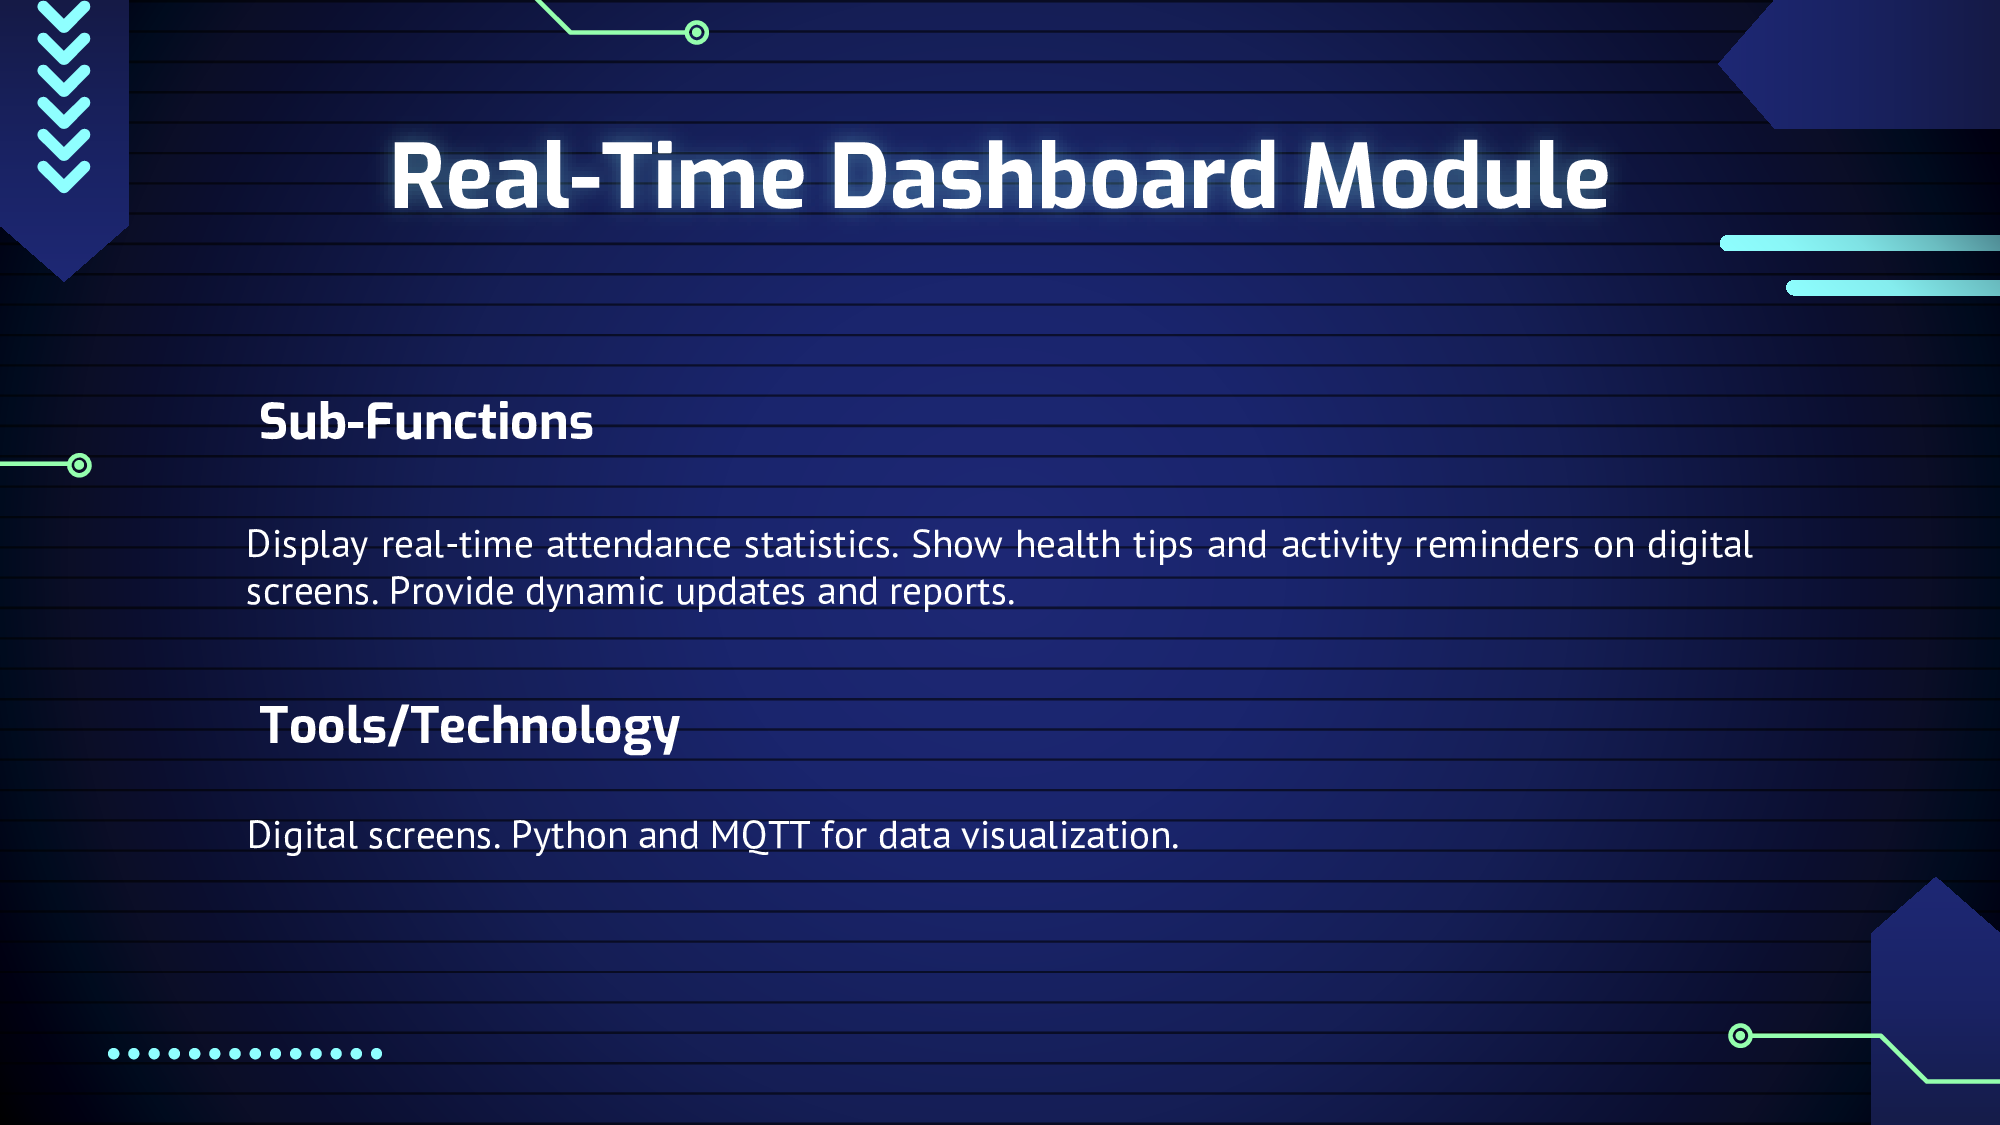 Real-Time Dashboard Module
Sub-Functions
Display real-time attendance statistics. Show health tips and activity reminders on digital
screens. Provide dynamic updates and reports.
Tools/Technology
Digital screens. Python and MQTT for data visualization.